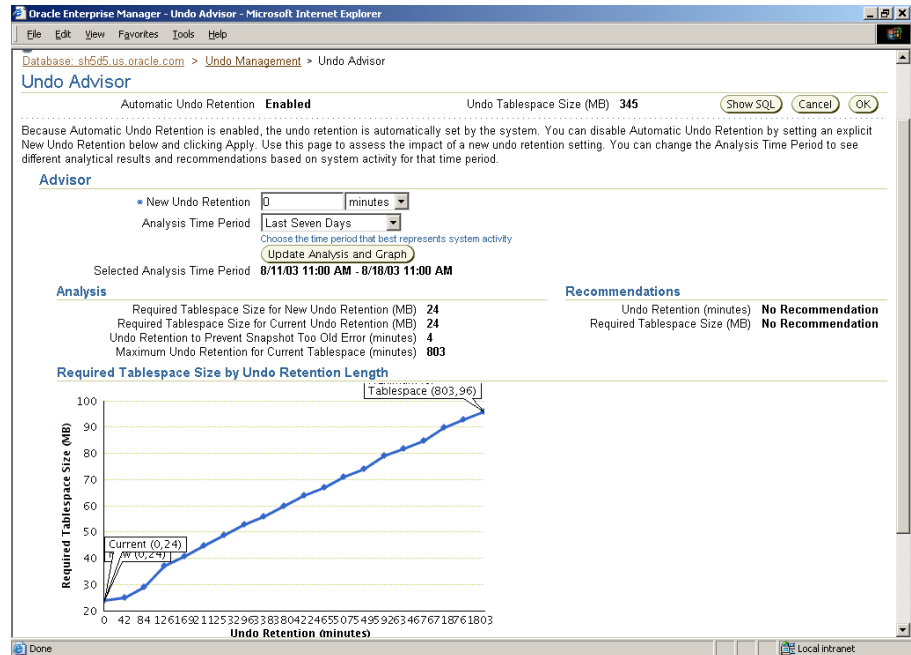 Oracle Enterprise Manager - Undo Advisor - Microsoft Internet Explorer
File Edit View Favorites Tools Help
Database: sh5d5.us.oracle.com > Undo Management > Undo Advisor
Undo Advisor
Automatic Undo Retention Enabled Undo Tablespace Size (MB) 345 Show SQL Cancel OK
Because Automatic Undo Retention is enabled, the undo retention is automatically set by the system. You can disable Automatic Undo Retention by setting an explicit
New Undo Retention below and clicking Apply. Use this page to assess the impact of a new undo retention setting. You can change the Analysis Time Period to see
different analytical results and recommendations based on system activity for that time period.
Advisor
* New Undo Retention 0 minutes
Analysis Time Period Last Seven Days
Choose the time period that best represents system activity
Update Analysis and Graph
Selected Analysis Time Period 8/11/03 11:00 AM - 8/18/03 11:00 AM
Analysis
Required Tablespace Size for New Undo Retention (MB) 24
Required Tablespace Size for Current Undo Retention (MB) 24
Undo Retention to Prevent Snapshot Too Old Error (minutes) 4
Maximum Undo Retention for Current Tablespace (minutes) 803
Recommendations
Undo Retention (minutes) No Recommendation
Required Tablespace Size (MB) No Recommendation
Required Tablespace Size by Undo Retention Length
Tablespace (803,96)
Required Tablespace Size (MB)
100
90
80
70
60
50
40
30
20
Current (0,24)
0 42 84 126169211253296338380422465507549592634676718761803
Undo Retention (minutes)
Done Local intranet